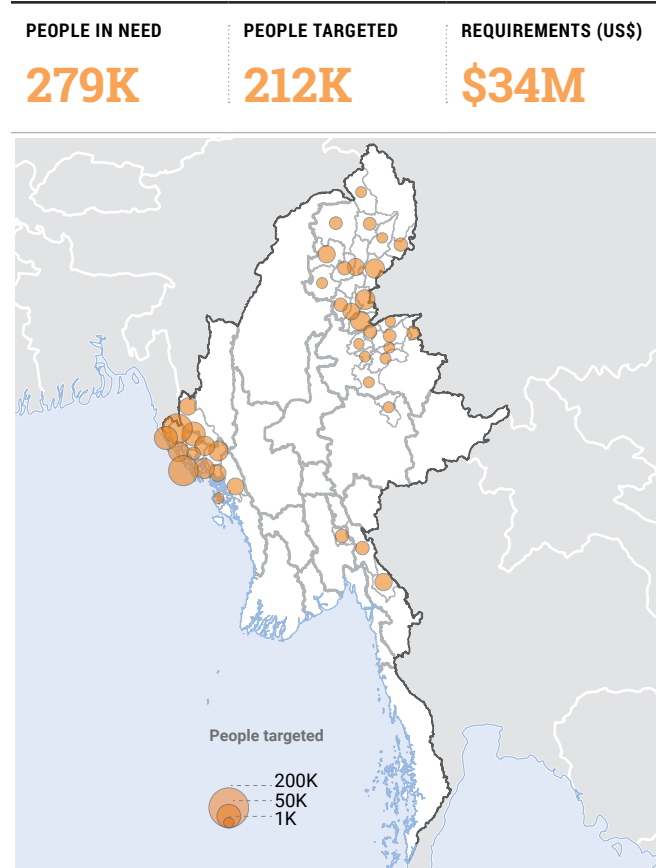 PEOPLE IN NEED
279K
PEOPLE TARGETED
212K
REQUIREMENTS (US$)
$34M
People targeted
200K
50K
1K